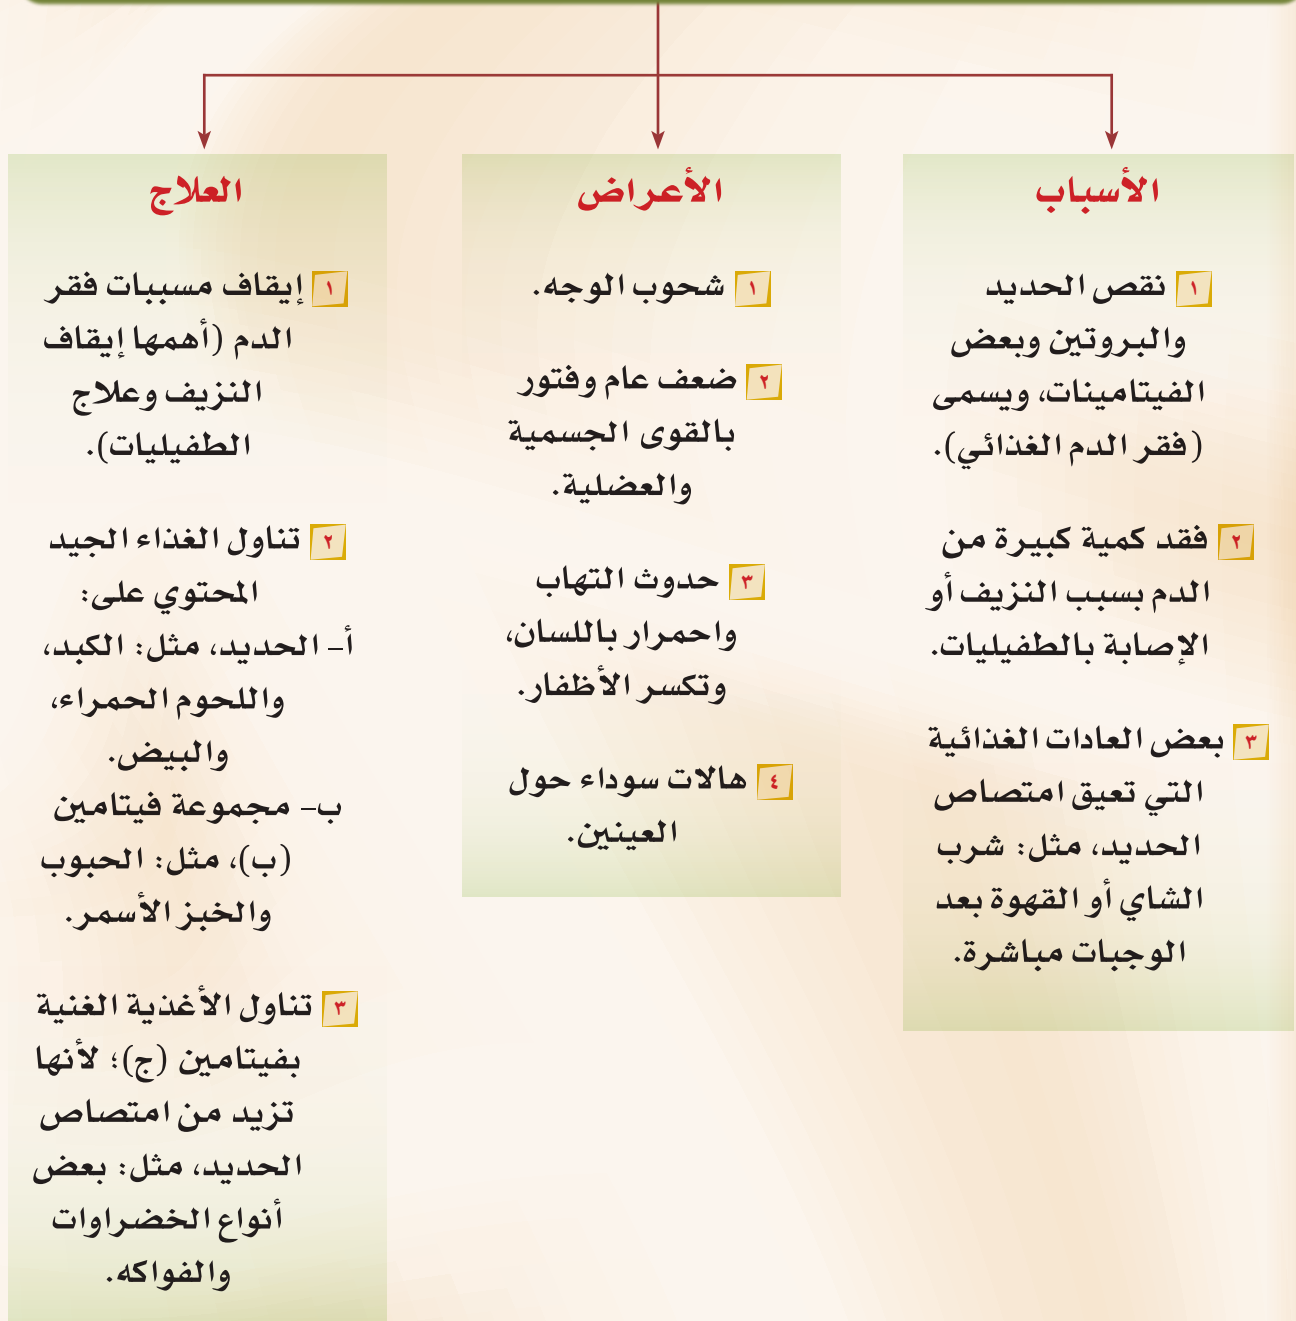 الأسباب
١ نقص الحديد
والبروتين وبعض
الفيتامينات، ويسمى
(فقر الدم الغذائي).
٢ فقد كمية كبيرة من
الدم بسبب النزيف أو
الإصابة بالطفيليات.
٣ بعض العادات الغذائية
التي تعيق امتصاص
الحديد، مثل: شرب
الشاي أو القهوة بعد
الوجبات مباشرة.
الأعراض
١ شحوب الوجه.
٢ ضعف عام وفتور
بالقوى الجسمية
والعضلية.
٣ حدوث التهاب
واحمرار باللسان،
وتكسر الأظفار.
٤ هالات سوداء حول
العينين.
العلاج
١ إيقاف مسببات فقر
الدم (أهمها إيقاف
النزيف وعلاج
الطفيليات).
٢ تناول الغذاء الجيد
المحتوي على:
أ– الحديد، مثل: الكبد،
واللحوم الحمراء،
والبيض.
ب– مجموعة فيتامين
(ب)، مثل: الحبوب
والخبز الأسمر.
٣ تناول الأغذية الغنية
بفيتامين (ج)؛ لأنها
تزيد من امتصاص
الحديد، مثل: بعض
أنواع الخضراوات
والفواكه.